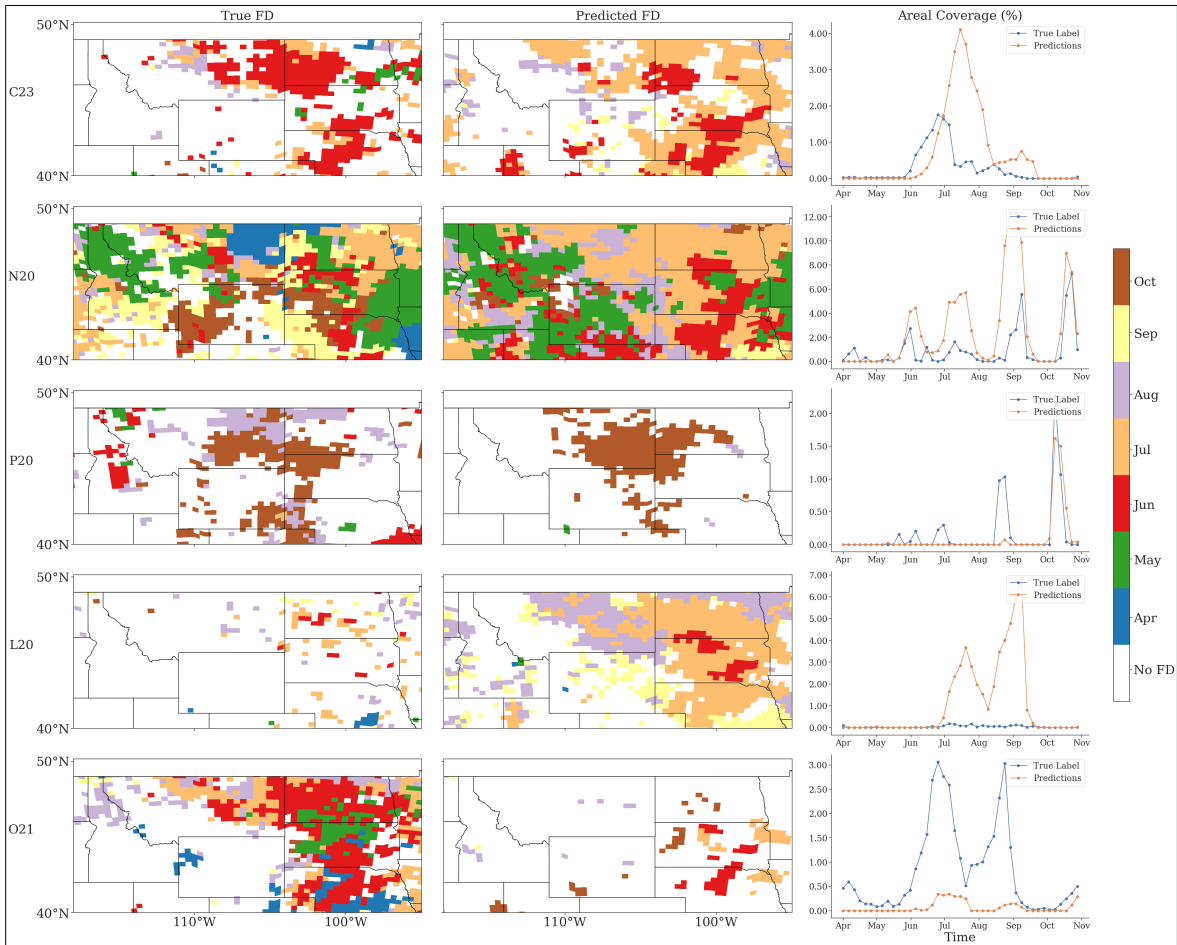 True FD
Predicted FD
Areal Coverage (%)
50°N
40°N
C23
4.00
3.00
2.00
1.00
0.00
True Label
Predictions
Apr May Jun Jul Aug Sep Oct Nov
50°N
40°N
N20
12.00
10.00
8.00
6.00
4.00
2.00
0.00
True Label
Predictions
Apr May Jun Jul Aug Sep Oct Nov
50°N
40°N
P20
2.00
1.50
1.00
0.50
0.00
True Label
Predictions
Apr May Jun Jul Aug Sep Oct Nov
50°N
40°N
L20
7.00
6.00
5.00
4.00
3.00
2.00
1.00
0.00
True Label
Predictions
Apr May Jun Jul Aug Sep Oct Nov
50°N
40°N
O21
110°W 100°W
110°W 100°W
3.00
2.50
2.00
1.50
1.00
0.50
0.00
True Label
Predictions
Apr May Jun Jul Aug Sep Oct Nov
Time
Oct
Sep
Aug
Jul
Jun
May
Apr
No FD